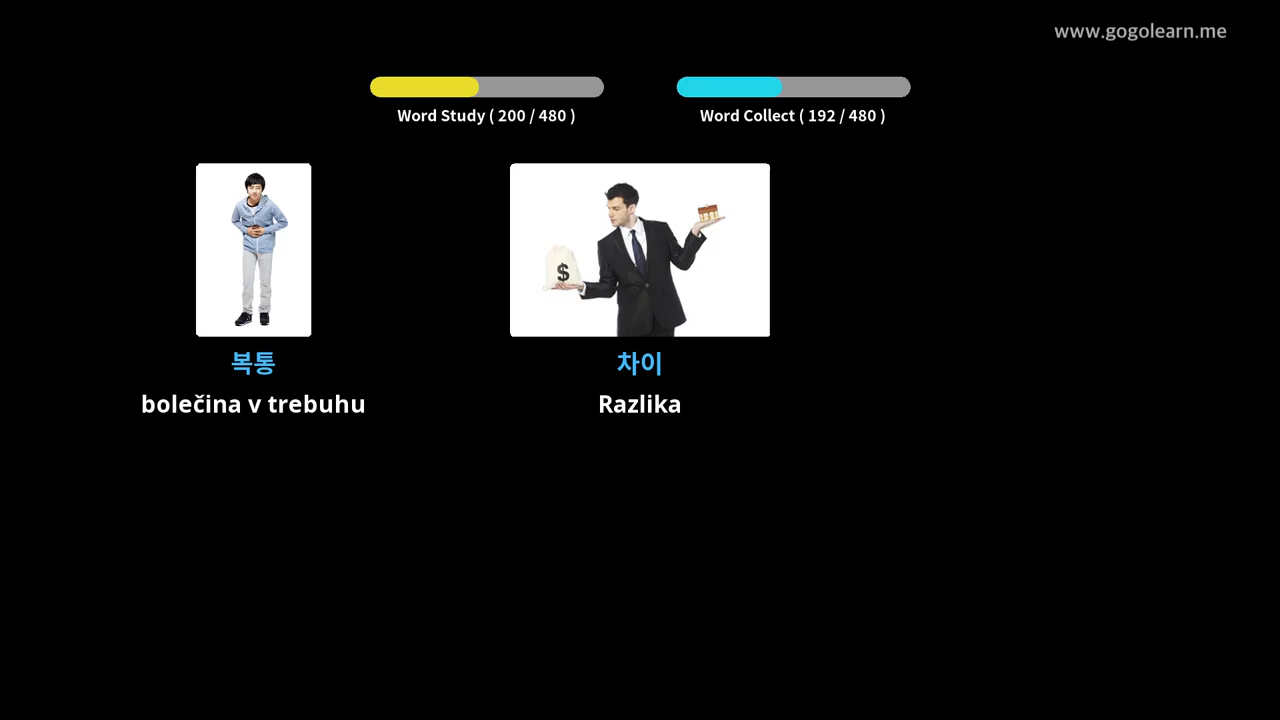 www.gogolearn.me
Word Study ( 200 / 480 )
Word Collect ( 192 / 480 )
$
복통
차이
bolečina v trebuhu
Razlika